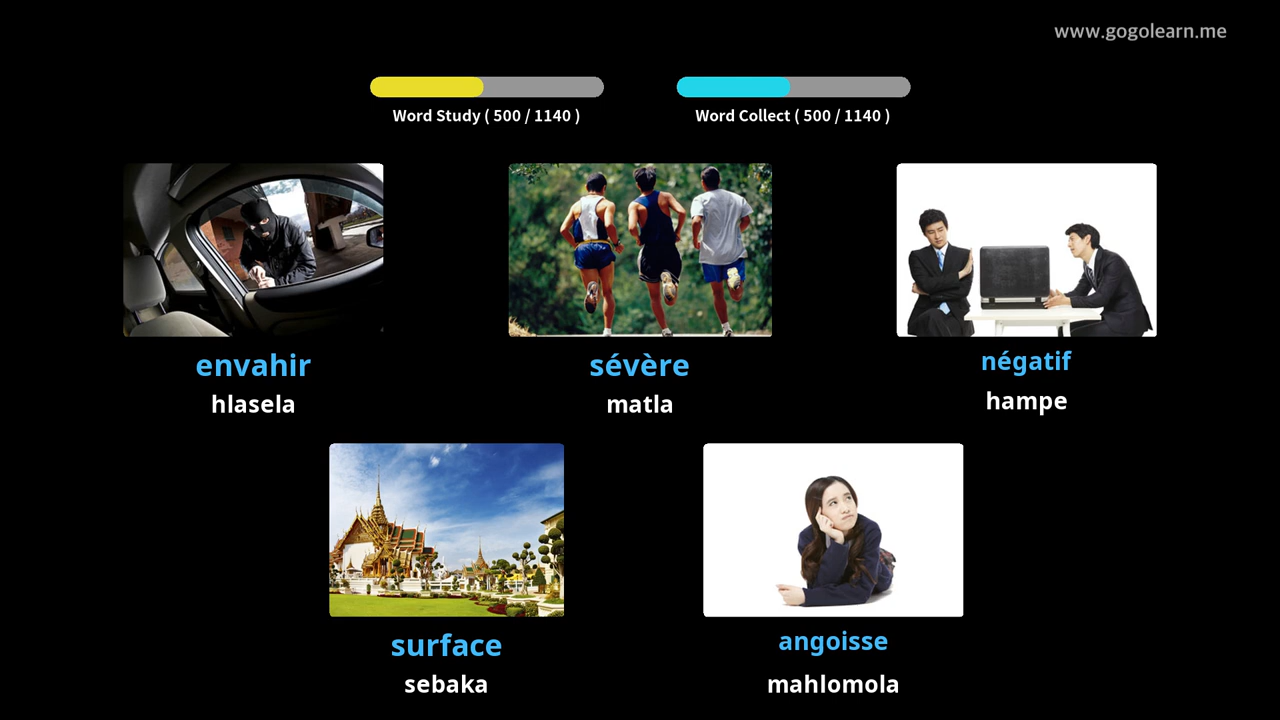 www.gogolearn.me
Word Study ( 500 / 1140 )
Word Collect ( 500 / 1140 )
envahir
hlasela
sévère
matla
négatif
hampe
surface
sebaka
angoisse
mahlomola